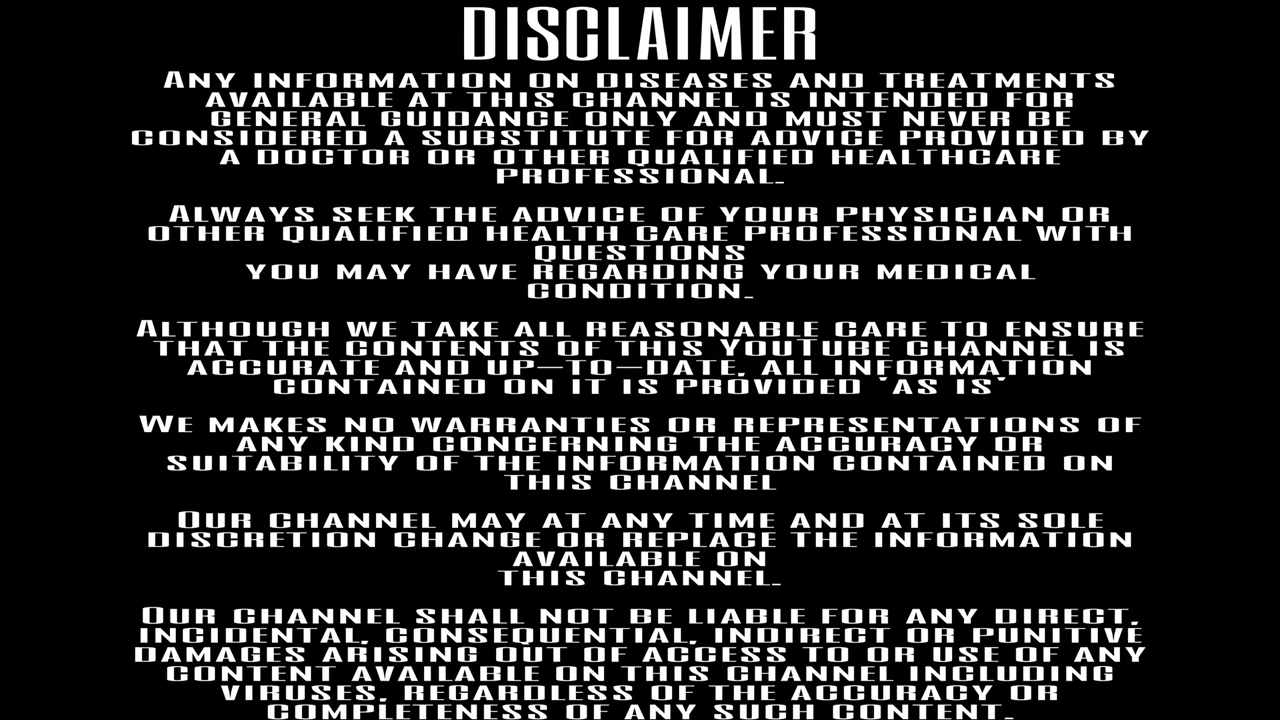 DISCLAIMER
ANY INFORMATION ON DISEASES AND TREATMENTS
AVAILABLE AT THIS CHANNEL IS INTENDED FOR
GENERAL GUIDANCE ONLY AND MUST NEVER BE
CONSIDERED A SUBSTITUTE FOR ADVICE PROVIDED BY
A DOCTOR OR OTHER QUALIFIED HEALTHCARE
PROFESSIONAL.
ALWAYS SEEK THE ADVICE OF YOUR PHYSICIAN OR
OTHER QUALIFIED HEALTH CARE PROFESSIONAL WITH
QUESTIONS
YOU MAY HAVE REGARDING YOUR MEDICAL
CONDITION.
ALTHOUGH WE TAKE ALL REASONABLE CARE TO ENSURE
THAT THE CONTENTS OF THIS YOUTUBE CHANNEL IS
ACCURATE AND UP-TO-DATE, ALL INFORMATION
CONTAINED ON IT IS PROVIDED 'AS IS'
WE MAKES NO WARRANTIES OR REPRESENTATIONS OF
ANY KIND CONCERNING THE ACCURACY OR
SUITABILITY OF THE INFORMATION CONTAINED ON
THIS CHANNEL
OUR CHANNEL MAY AT ANY TIME AND AT ITS SOLE
DISCRETION CHANGE OR REPLACE THE INFORMATION
AVAILABLE ON
THIS CHANNEL.
OUR CHANNEL SHALL NOT BE LIABLE FOR ANY DIRECT,
INCIDENTAL, CONSEQUENTIAL, INDIRECT OR PUNITIVE
DAMAGES ARISING OUT OF ACCESS TO OR USE OF ANY
CONTENT AVAILABLE ON THIS CHANNEL INCLUDING
VIRUSES, REGARDLESS OF THE ACCURACY OR
COMPLETENESS OF ANY SUCH CONTENT.